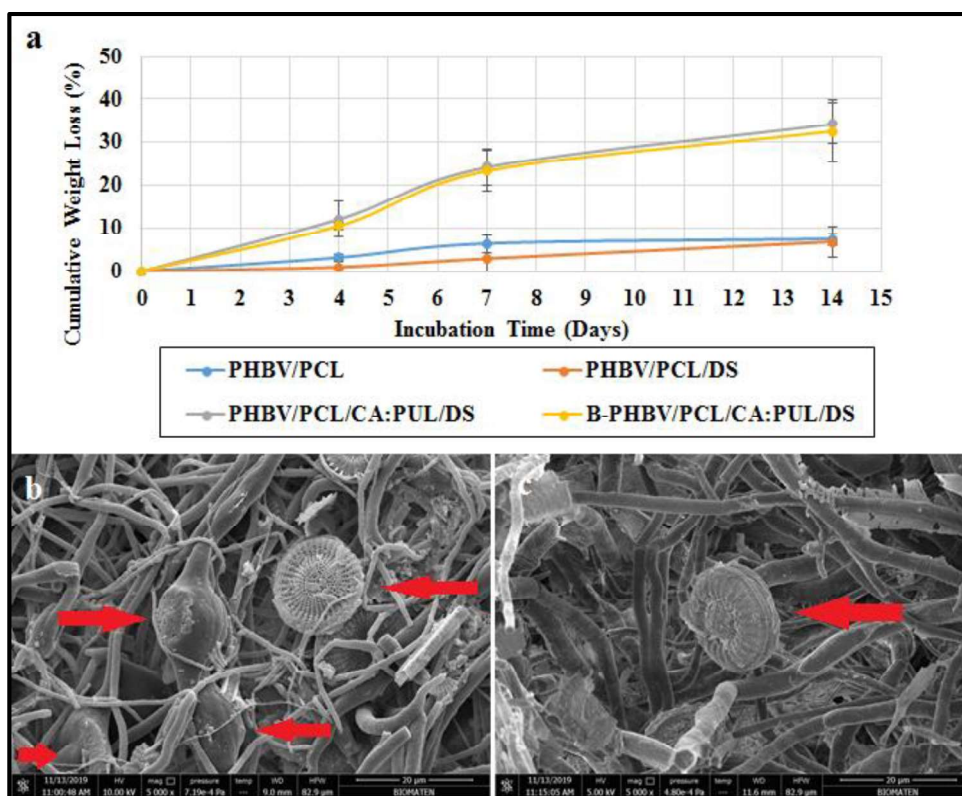 a
50
40
30
20
10
0
Cumulative Weight Loss (%)
0 1 2 3 4 5 6 7 8 9 10 11 12 13 14 15
Incubation Time (Days)
PHBV/PCL PHBV/PCL/DS
PHBV/PCL/CA:PUL/DS B-PHBV/PCL/CA:PUL/DS
b c
11/13/2019 HV mag pressure temp WD HFW 20 µm
11:00:48 AM 10.00 kV 5 000 x 7.19e-4 Pa --- 9.0 mm 82.9 µm BIOMATEN
11/13/2019 HV mag pressure temp WD HFW 20 µm
11:15:05 AM 5.00 kV 5 000 x 4.80e-4 Pa --- 11.6 mm 82.9 µm BIOMATEN